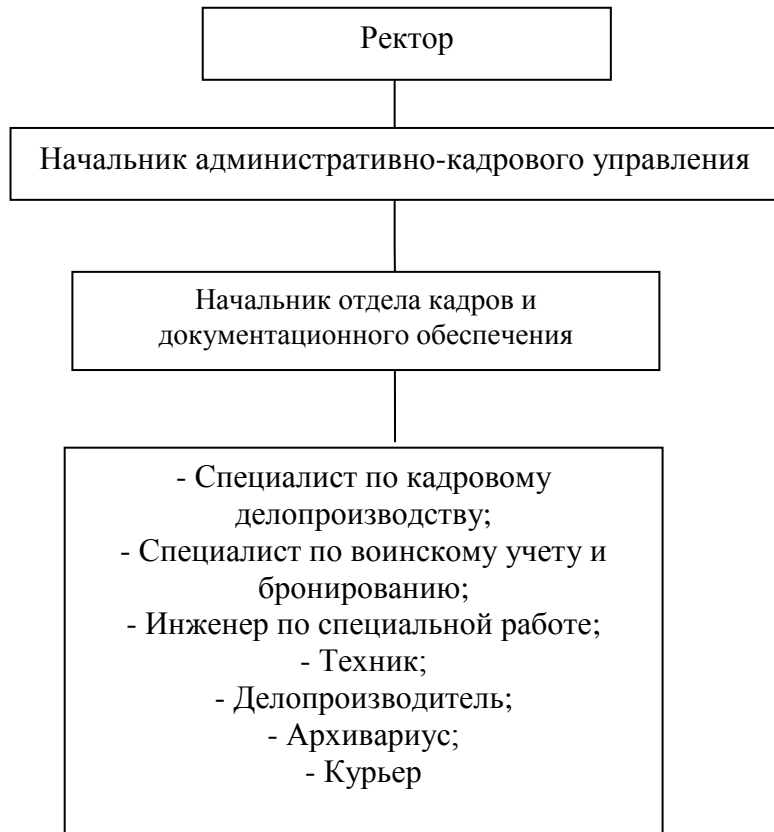 Ректор
Начальник административно-кадрового управления
Начальник отдела кадров и
документационного обеспечения
- Специалист по кадровому
делопроизводству;
- Специалист по воинскому учету и
бронированию;
- Инженер по специальной работе;
- Техник;
- Делопроизводитель;
- Архивариус;
- Курьер